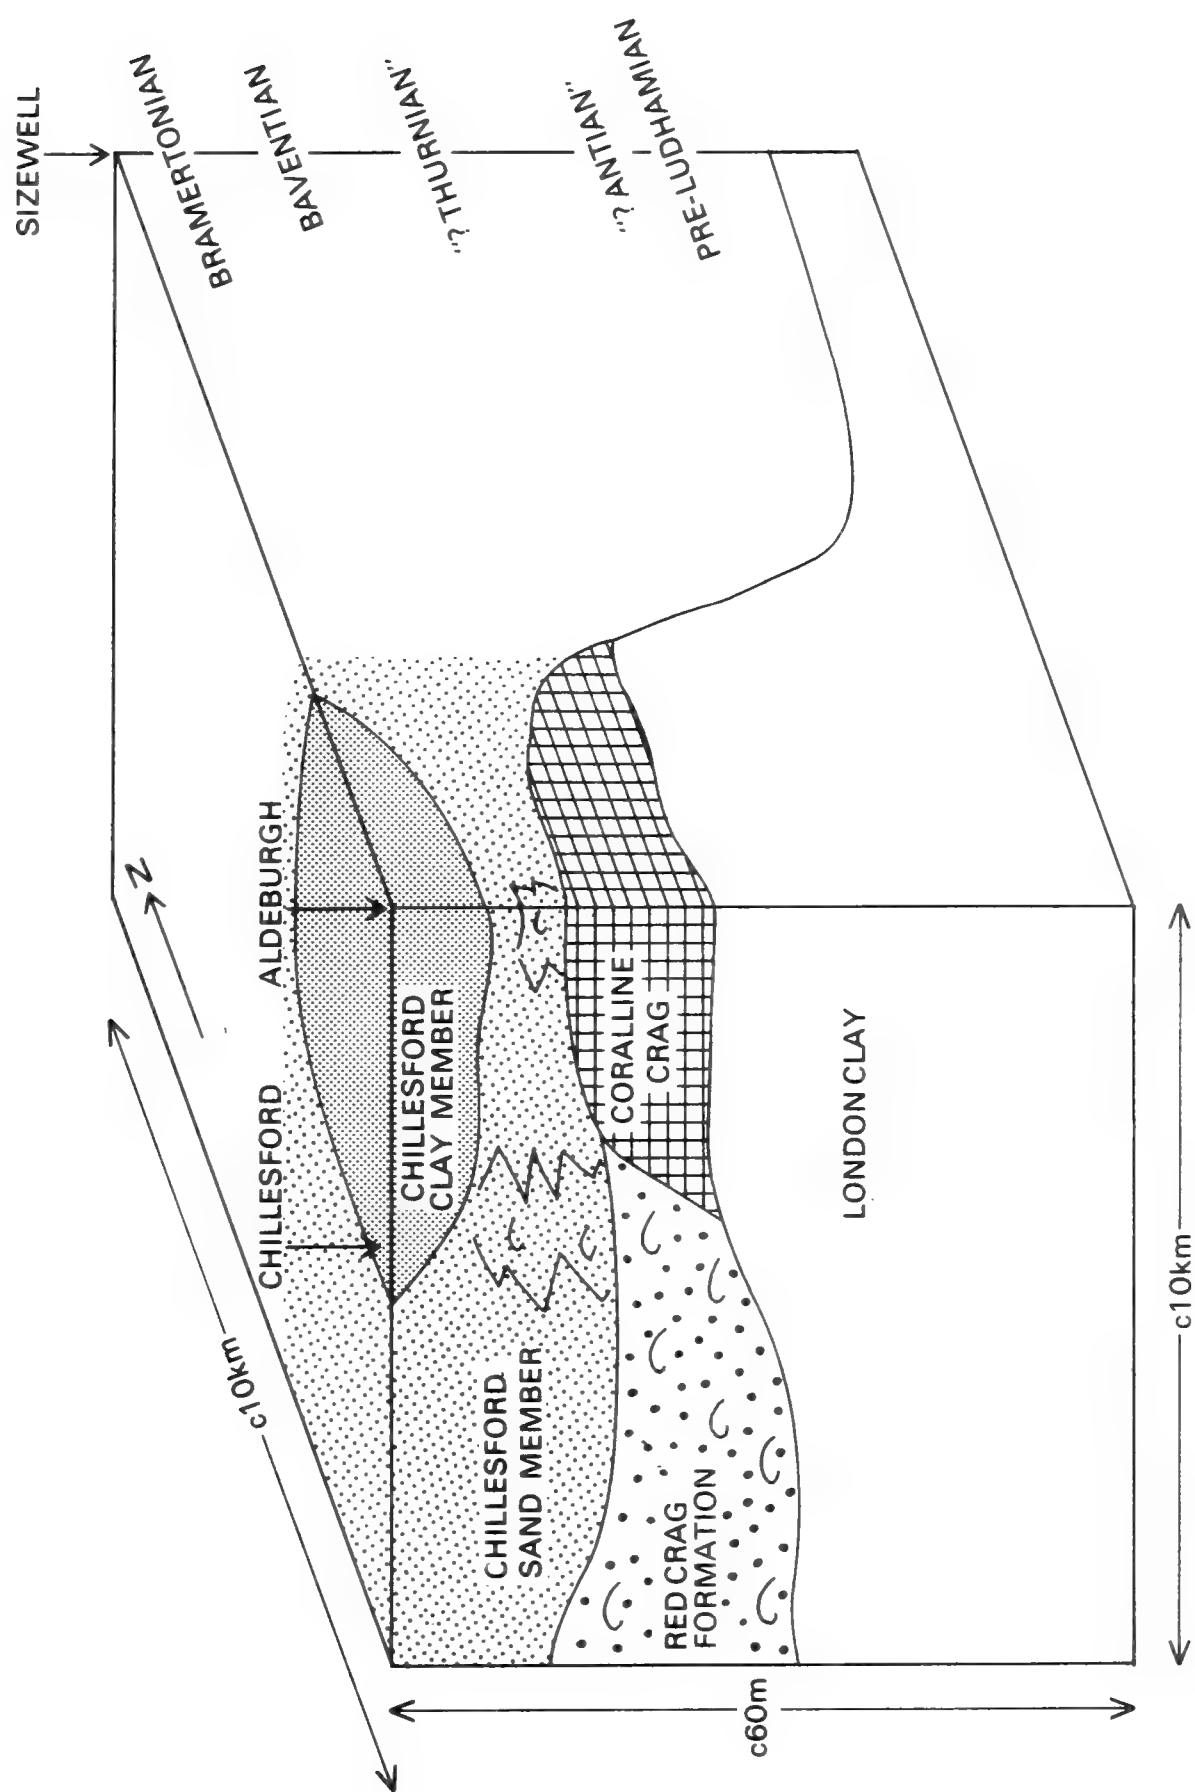 SIZEWELL
BRAMERTONIAN
BAVENTIAN
"?THURNIAN"
"?ANTIAN"
PRE-LUDHAMIAN
N
ALDEBURGH
CHILLESFORD
c10km
CHILLESFORD
CLAY MEMBER
CHILLESFORD
SAND MEMBER
CORALLINE
CRAG
RED CRAG
FORMATION
LONDON CLAY
c60m
c10km